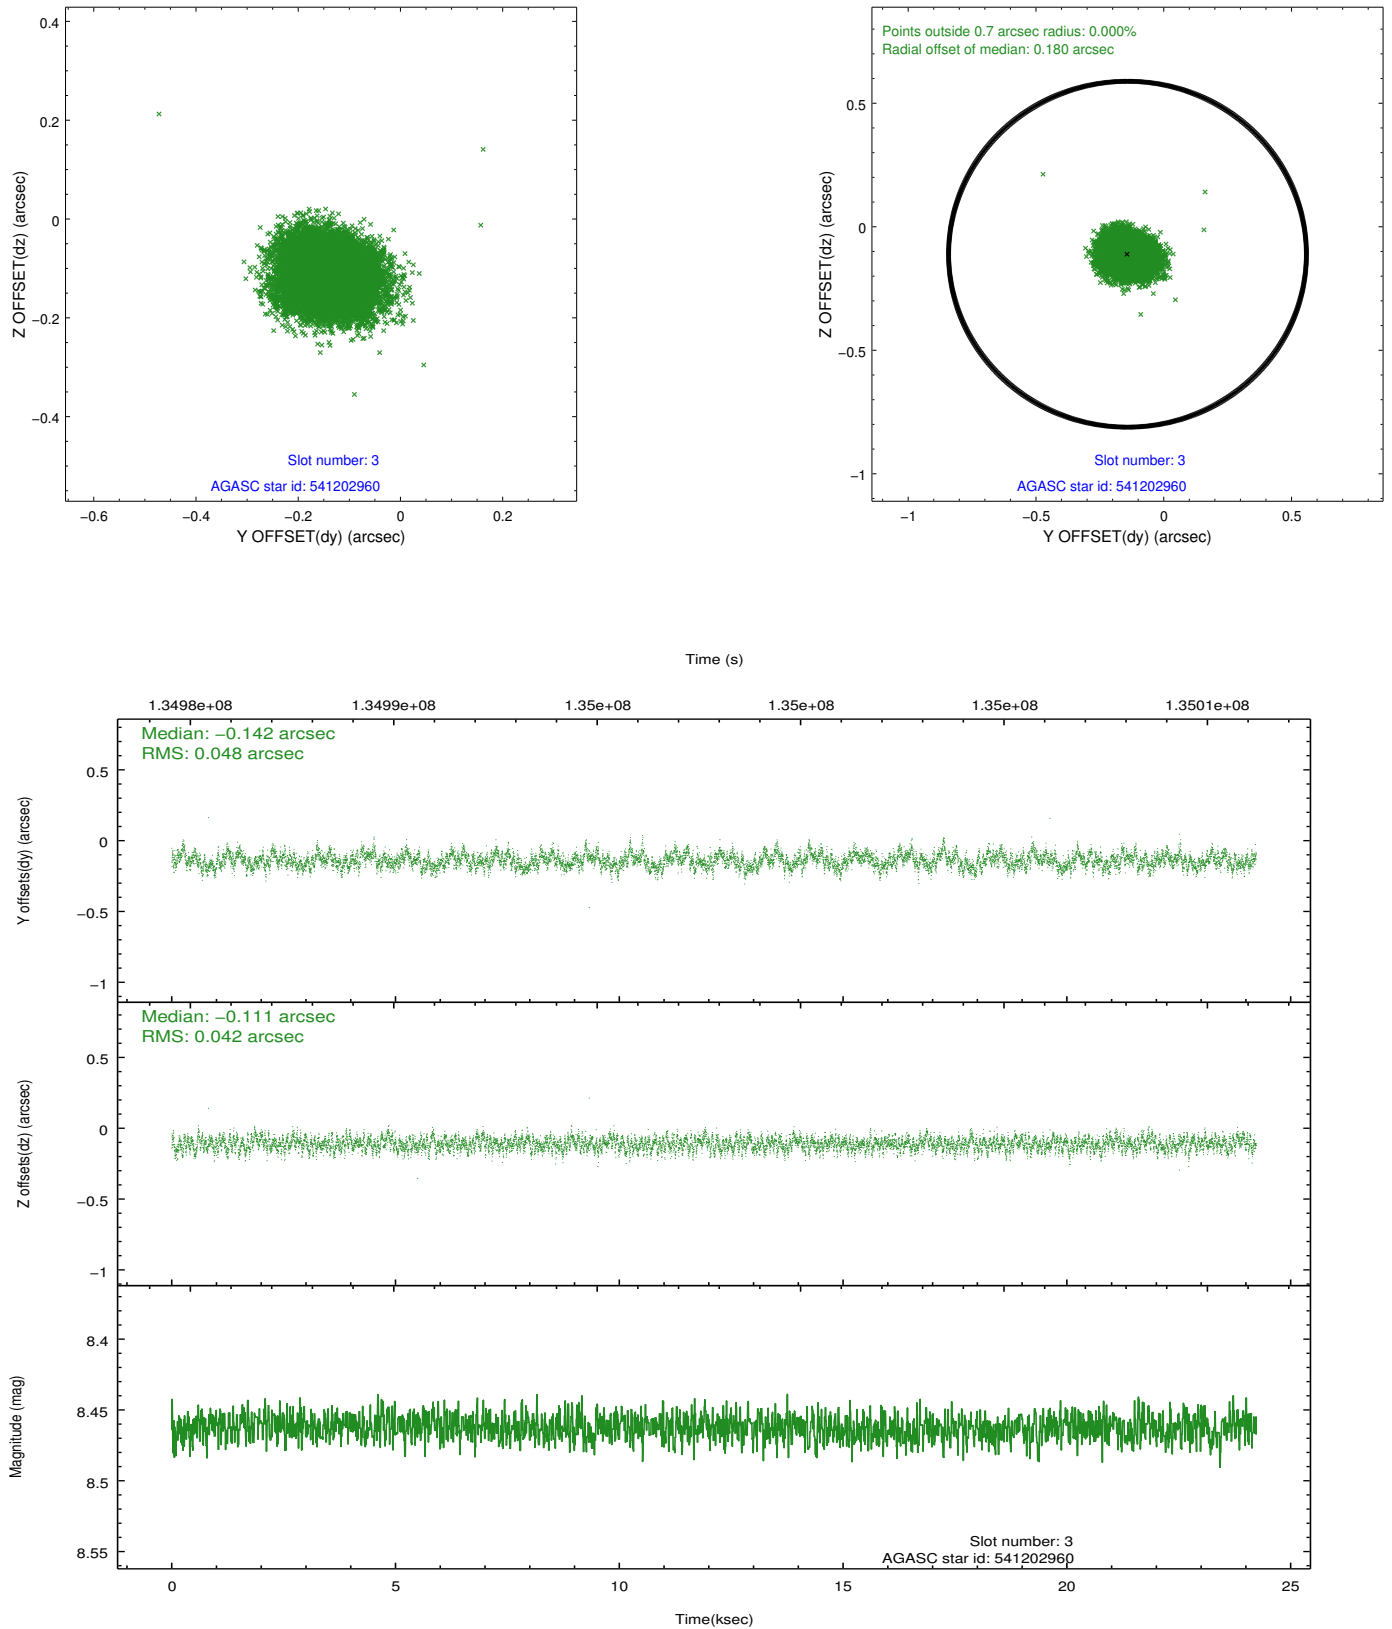 0.4
0.2
0
−0.2
−0.4
Z OFFSET(dz) (arcsec)
Slot number: 3
AGASC star id: 541202960
−0.6 −0.4 −0.2 0 0.2
Y OFFSET(dy) (arcsec)
Points outside 0.7 arcsec radius: 0.000%
Radial offset of median: 0.180 arcsec
0.5
0
−0.5
−1
Z OFFSET(dz) (arcsec)
Slot number: 3
AGASC star id: 541202960
−1 −0.5 0 0.5
Y OFFSET(dy) (arcsec)
Time (s)
1.3498e+08 1.3499e+08 1.35e+08 1.35e+08 1.35e+08 1.3501e+08
Median: −0.142 arcsec
RMS: 0.048 arcsec
0.5
0
−0.5
−1
Y offsets(dy) (arcsec)
Median: −0.111 arcsec
RMS: 0.042 arcsec
0.5
0
−0.5
−1
Z offsets(dz) (arcsec)
8.4
8.45
8.5
8.55
Magnitude (mag)
Slot number: 3
AGASC star id: 541202960
0 5 10 15 20 25
Time(ksec)